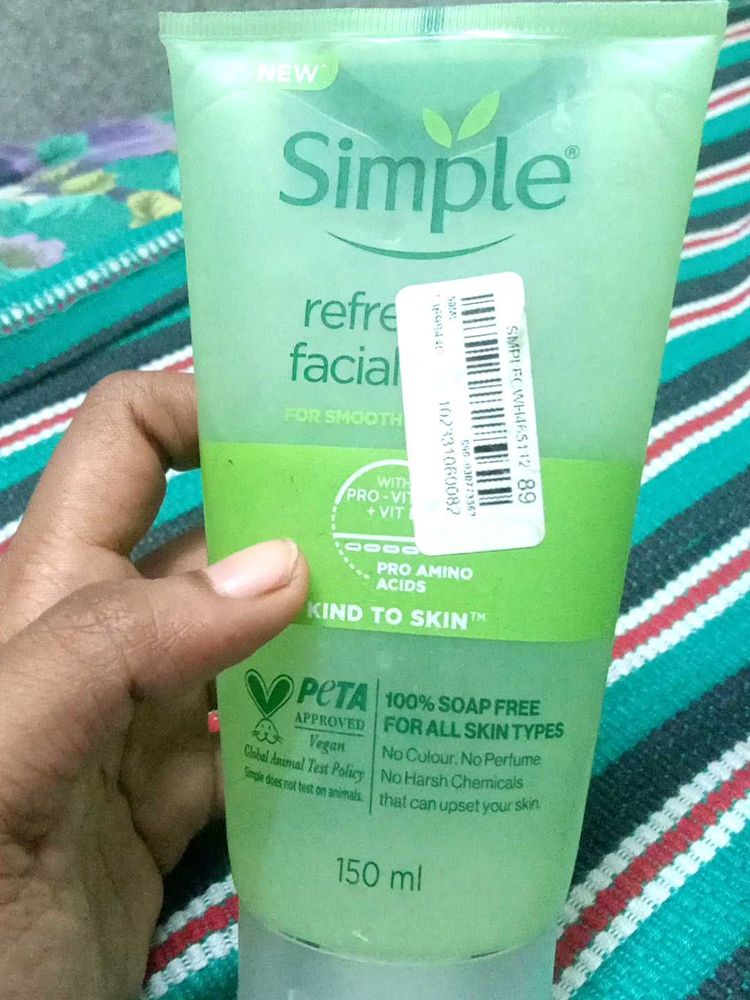 NEW
Simple®
refre
facial
FOR SMOOTH
WITH
PRO - VIT
+ VIT
PRO AMINO
ACIDS
KIND TO SKIN™
PETA
APPROVED
Vegan
Global Animal Test Policy
Simple does not test on animals.
100% SOAP FREE
FOR ALL SKIN TYPES
No Colour. No Perfume
No Harsh Chemicals
that can upset your skin.
150 ml